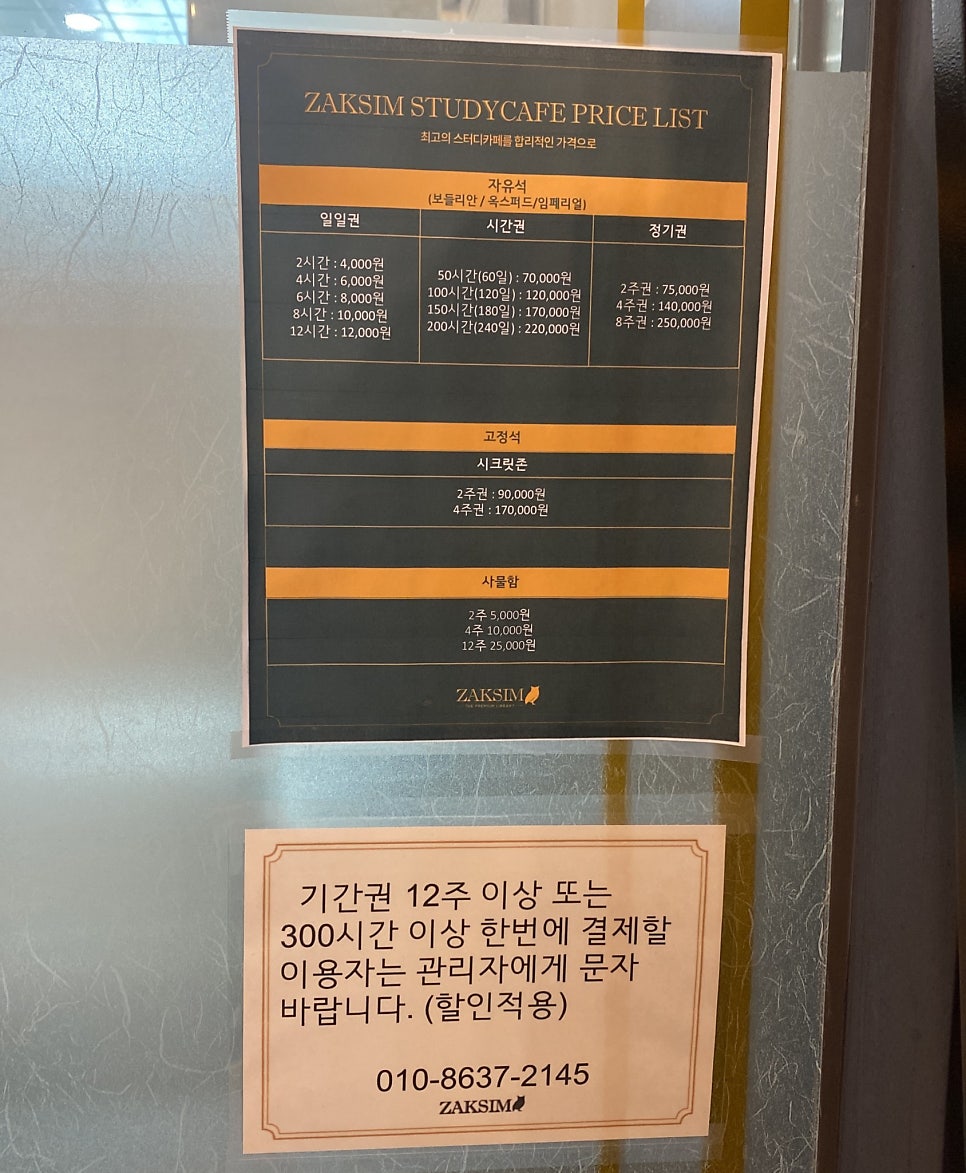 ZAKSIM STUDYCAFE PRICE LIST
최고의 스터디카페를 합리적인 가격으로
자유석
(보들리안 / 옥스퍼드/임페리얼)
일일권
2시간 : 4,000원
4시간 : 6,000원
6시간 : 8,000원
8시간 : 10,000원
12시간 : 12,000원
시간권
50시간(60일) : 70,000원
100시간(120일) : 120,000원
150시간(180일) : 170,000원
200시간(240일) : 220,000원
정기권
2주권 : 75,000원
4주권 : 140,000원
8주권 : 250,000원
고정석
시크릿존
2주권 : 90,000원
4주권 : 170,000원
사물함
2주 5,000원
4주 10,000원
12주 25,000원
ZAKSIM
THE PREMIUM LIBRARY
기간권 12주 이상 또는
300시간 이상 한번에 결제할
이용자는 관리자에게 문자
바랍니다. (할인적용)
010-8637-2145
ZAKSIM